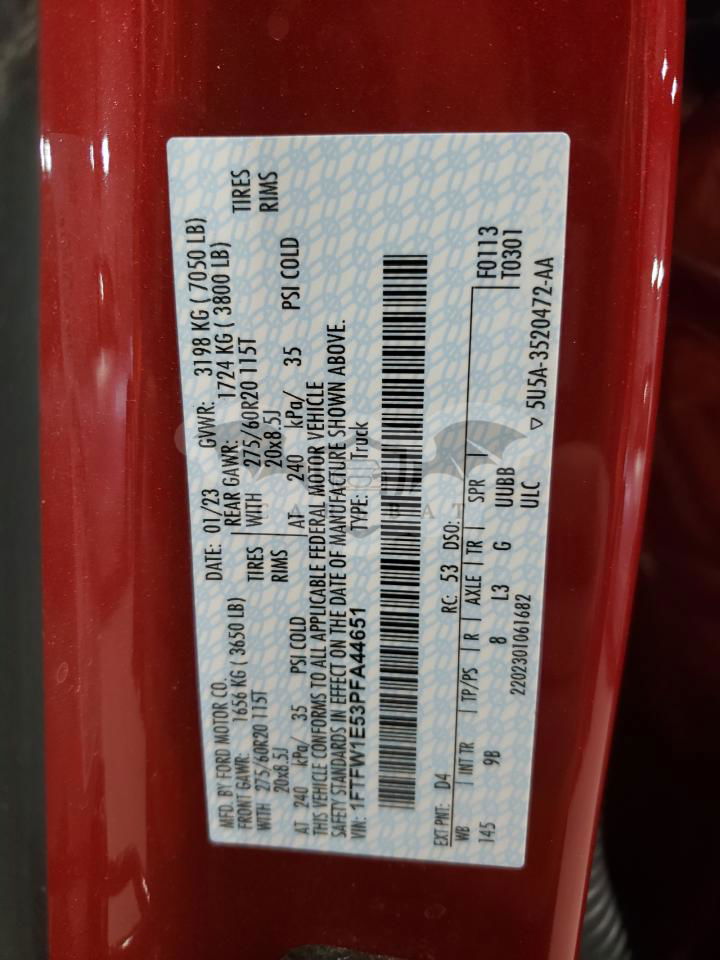 MFD. BY FORD MOTOR CO.
DATE: 01/23 GVWR: 3198 KG ( 7050 LB)
FRONT GAWR: 1656 KG ( 3650 LB) REAR GAWR: 1724 KG ( 3800 LB)
WITH 275/60R20 115T TIRES WITH 275/60R20 115T TIRES
20x8.5J RIMS 20x8.5J RIMS
AT 240 kPa/ 35 PSI COLD AT 240 kPa/ 35 PSI COLD
THIS VEHICLE CONFORMS TO ALL APPLICABLE FEDERAL MOTOR VEHICLE
SAFETY STANDARDS IN EFFECT ON THE DATE OF MANUFACTURE SHOWN ABOVE.
VIN: 1FTFW1E53PFA44651 TYPE: Truck
EXT PNT: D4 RC: 53 DSO: F0113
WB INT TR TP/PS R AXLE TR SPR T0301
145 9B 8 L3 G UUBB
2202301061682 ULC 5U5A-3520472-AA